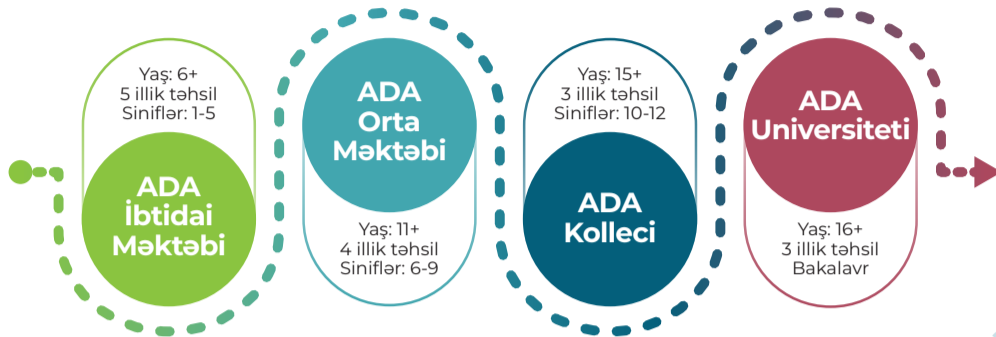 Yaş: 6+
5 illik təhsil
Siniflər: 1-5
ADA
İbtidai
Məktəbi
ADA
Orta
Məktəbi
Yaş: 11+
4 illik təhsil
Siniflər: 6-9
Yaş: 15+
3 illik təhsil
Siniflər: 10-12
ADA
Kolleci
ADA
Universiteti
Yaş: 16+
3 illik təhsil
Bakalavr